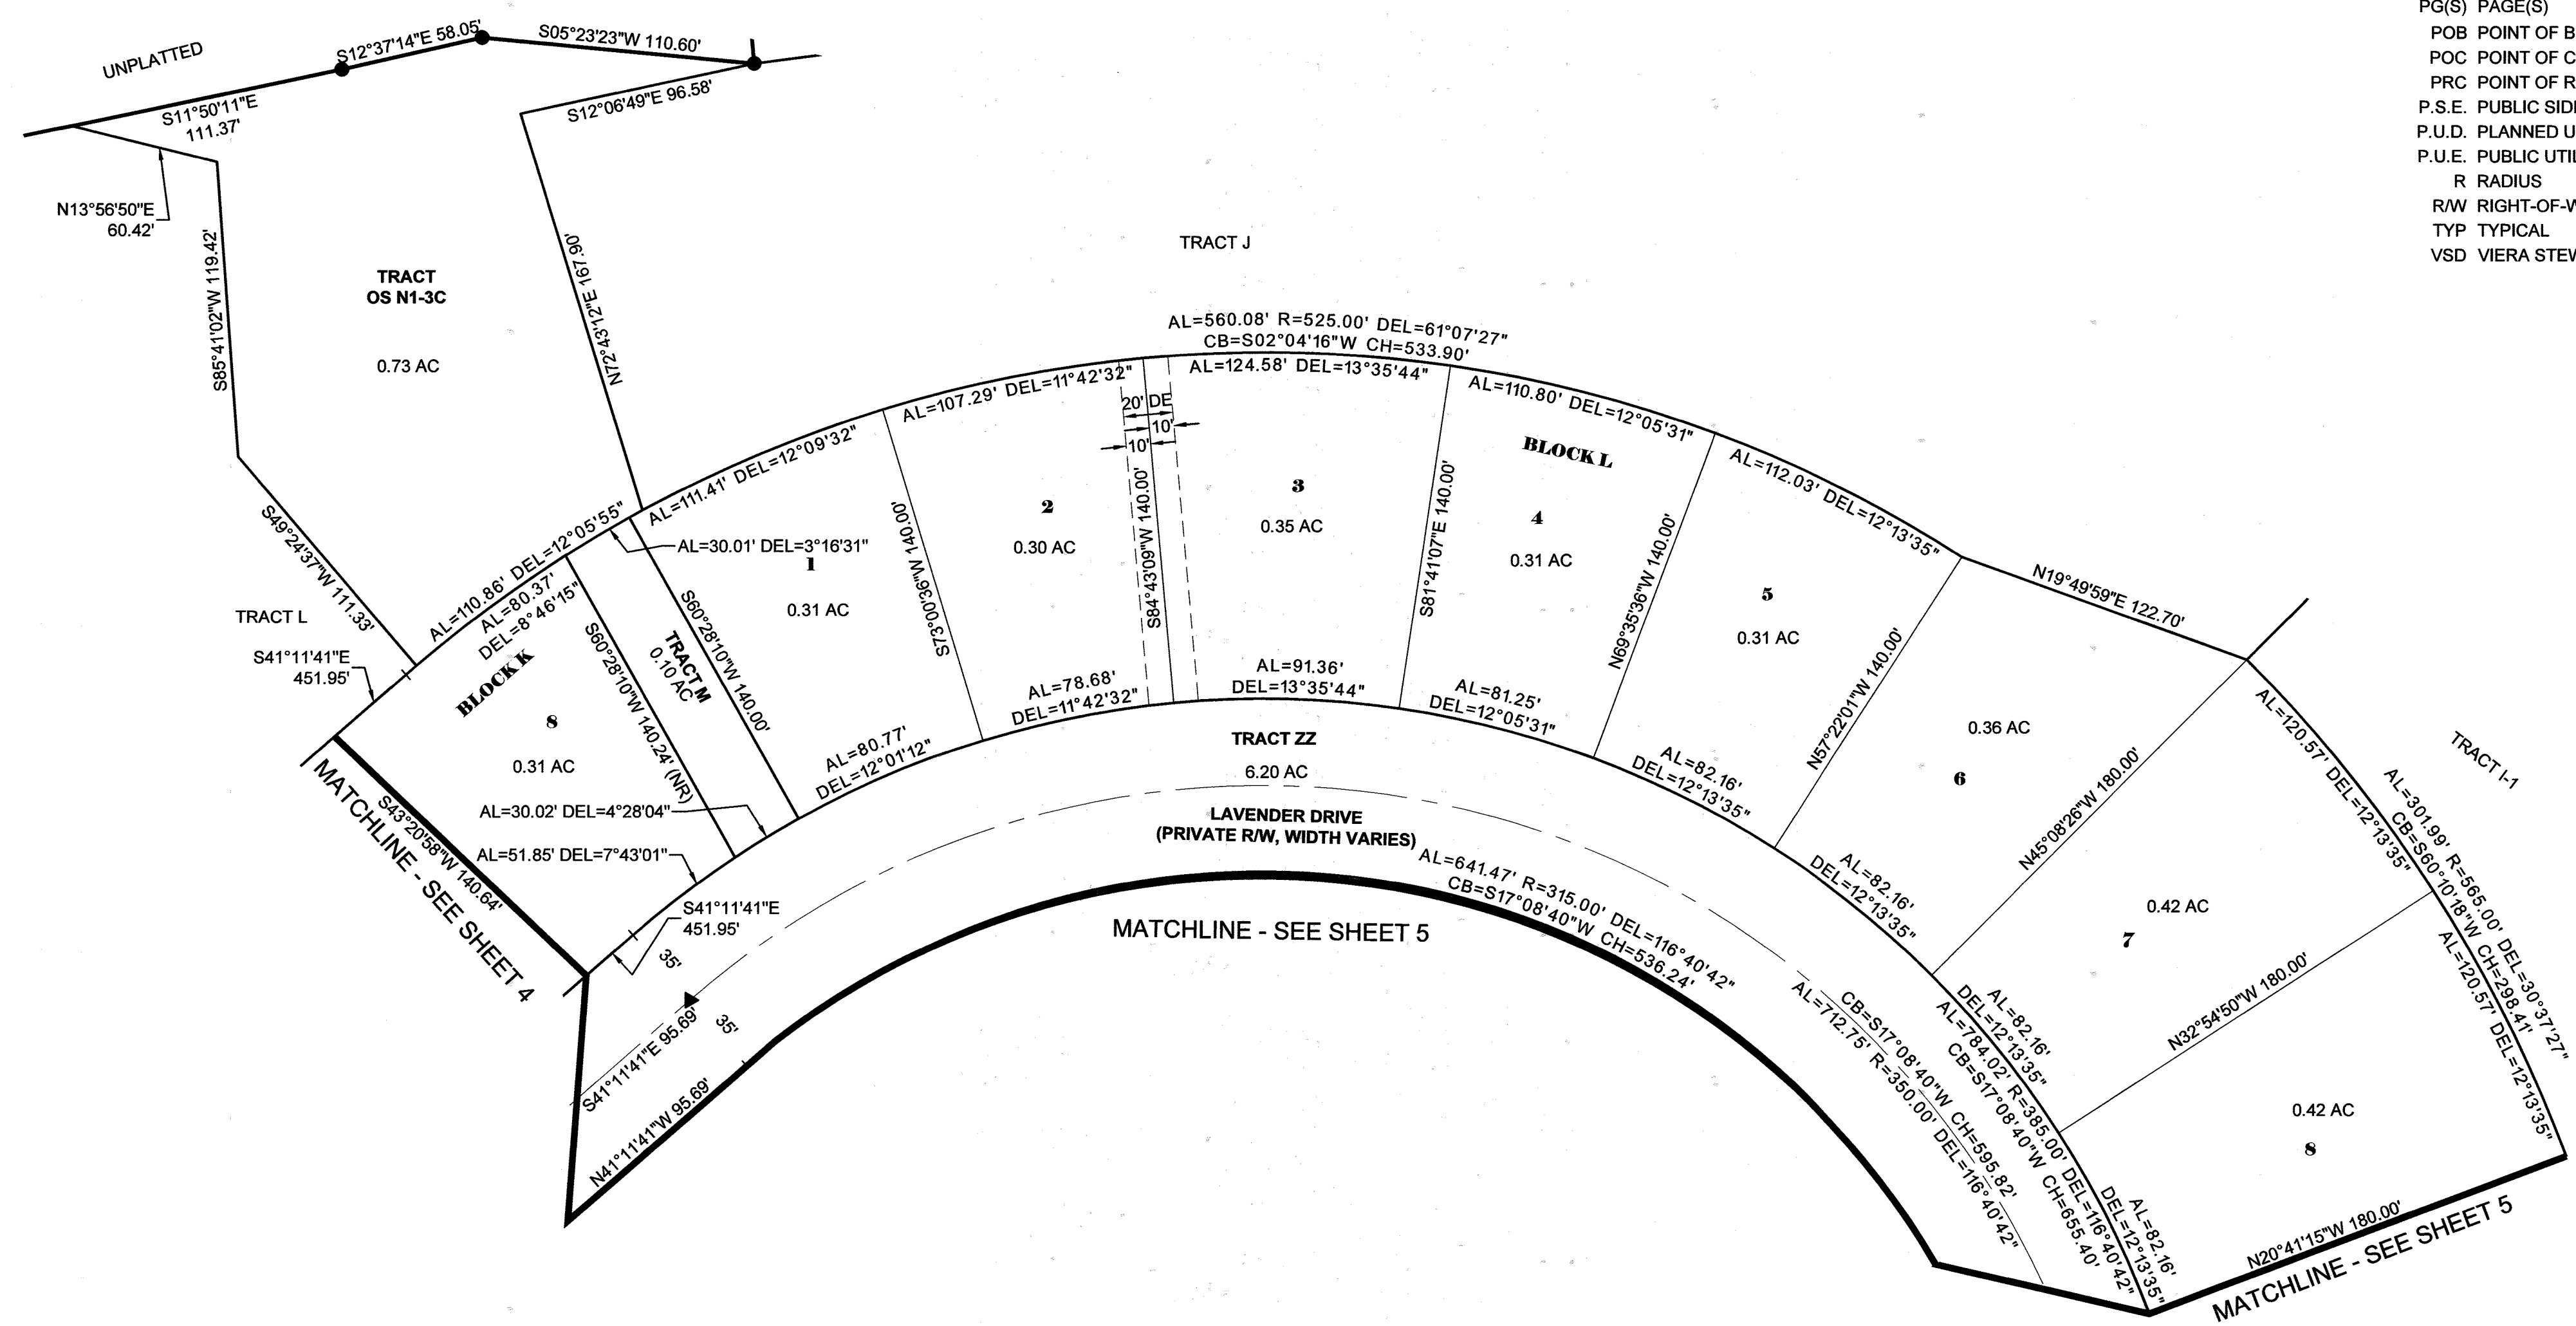 PG(S) PAGE(S)
POB POINT OF B
POC POINT OF C
PRC POINT OF R
P.S.E. PUBLIC SID
P.U.D. PLANNED U
P.U.E. PUBLIC UTIL
R RADIUS
R/W RIGHT-OF-W
TYP TYPICAL
VSD VIERA STEW
UNPLATTED
S12°37'14"E 58.05'
S05°23'23"W 110.60'
S11°50'11"E
111.37'
S12°06'49"E 96.58'
N13°56'50"E
60.42'
S85°41'02"W 119.42'
TRACT
OS N1-3C
0.73 AC
N72°43'12"E 167.90'
TRACT J
S49°24'37"W 111.33'
TRACT L
S41°11'41"E
451.95'
AL=560.08' R=525.00' DEL=61°07'27"
CB=S02°04'16"W CH=533.90'
AL=110.86' DEL=12°05'55"
AL=80.37'
DEL=8°46'15"
BLOCK K
8
0.31 AC
S60°28'10"W 140.24' (NR)
TRACT M
0.10 AC
S60°28'10"W 140.00'
AL=30.01' DEL=3°16'31"
AL=111.41' DEL=12°09'32"
1
0.31 AC
AL=80.77'
DEL=12°01'12"
S73°00'36"W 140.00'
AL=107.29' DEL=11°42'32"
2
0.30 AC
AL=78.68'
DEL=11°42'32"
20' DE
10'
10'
S84°43'09"W 140.00'
AL=124.58' DEL=13°35'44"
3
0.35 AC
AL=91.36'
DEL=13°35'44"
S81°41'07"E 140.00'
AL=110.80' DEL=12°05'31"
BLOCK L
4
0.31 AC
AL=81.25'
DEL=12°05'31"
N69°35'36"W 140.00'
AL=112.03' DEL=12°13'35"
5
0.31 AC
AL=82.16'
DEL=12°13'35"
N57°22'01"W 140.00'
N19°49'59"E 122.70'
0.36 AC
6
AL=82.16'
DEL=12°13'35"
N45°08'26"W 180.00'
AL=120.57' DEL=12°13'35"
0.42 AC
7
AL=82.16'
DEL=12°13'35"
N32°54'50"W 180.00'
TRACT I-1
AL=301.99' R=565.00' DEL=30°37'27"
CB=S60°10'18"W CH=298.41'
AL=120.57' DEL=12°13'35"
0.42 AC
8
AL=82.16'
DEL=12°13'35"
N20°41'15"W 180.00'
MATCHLINE - SEE SHEET 5
S43°20'58"W 140.64'
MATCHLINE - SEE SHEET 4
AL=30.02' DEL=4°28'04"
AL=51.85' DEL=7°43'01"
S41°11'41"E
451.95'
35'
35'
S41°11'41"E 95.69'
N41°11'41"W 95.69'
TRACT ZZ
6.20 AC
LAVENDER DRIVE
(PRIVATE R/W, WIDTH VARIES)
AL=641.47' R=315.00' DEL=116°40'42"
CB=S17°08'40"W CH=536.24'
MATCHLINE - SEE SHEET 5
CB=S17°08'40"W CH=595.82'
AL=712.75' R=350.00' DEL=116°40'42"
AL=784.02' R=385.00' DEL=116°40'42"
CB=S17°08'40"W CH=655.40'